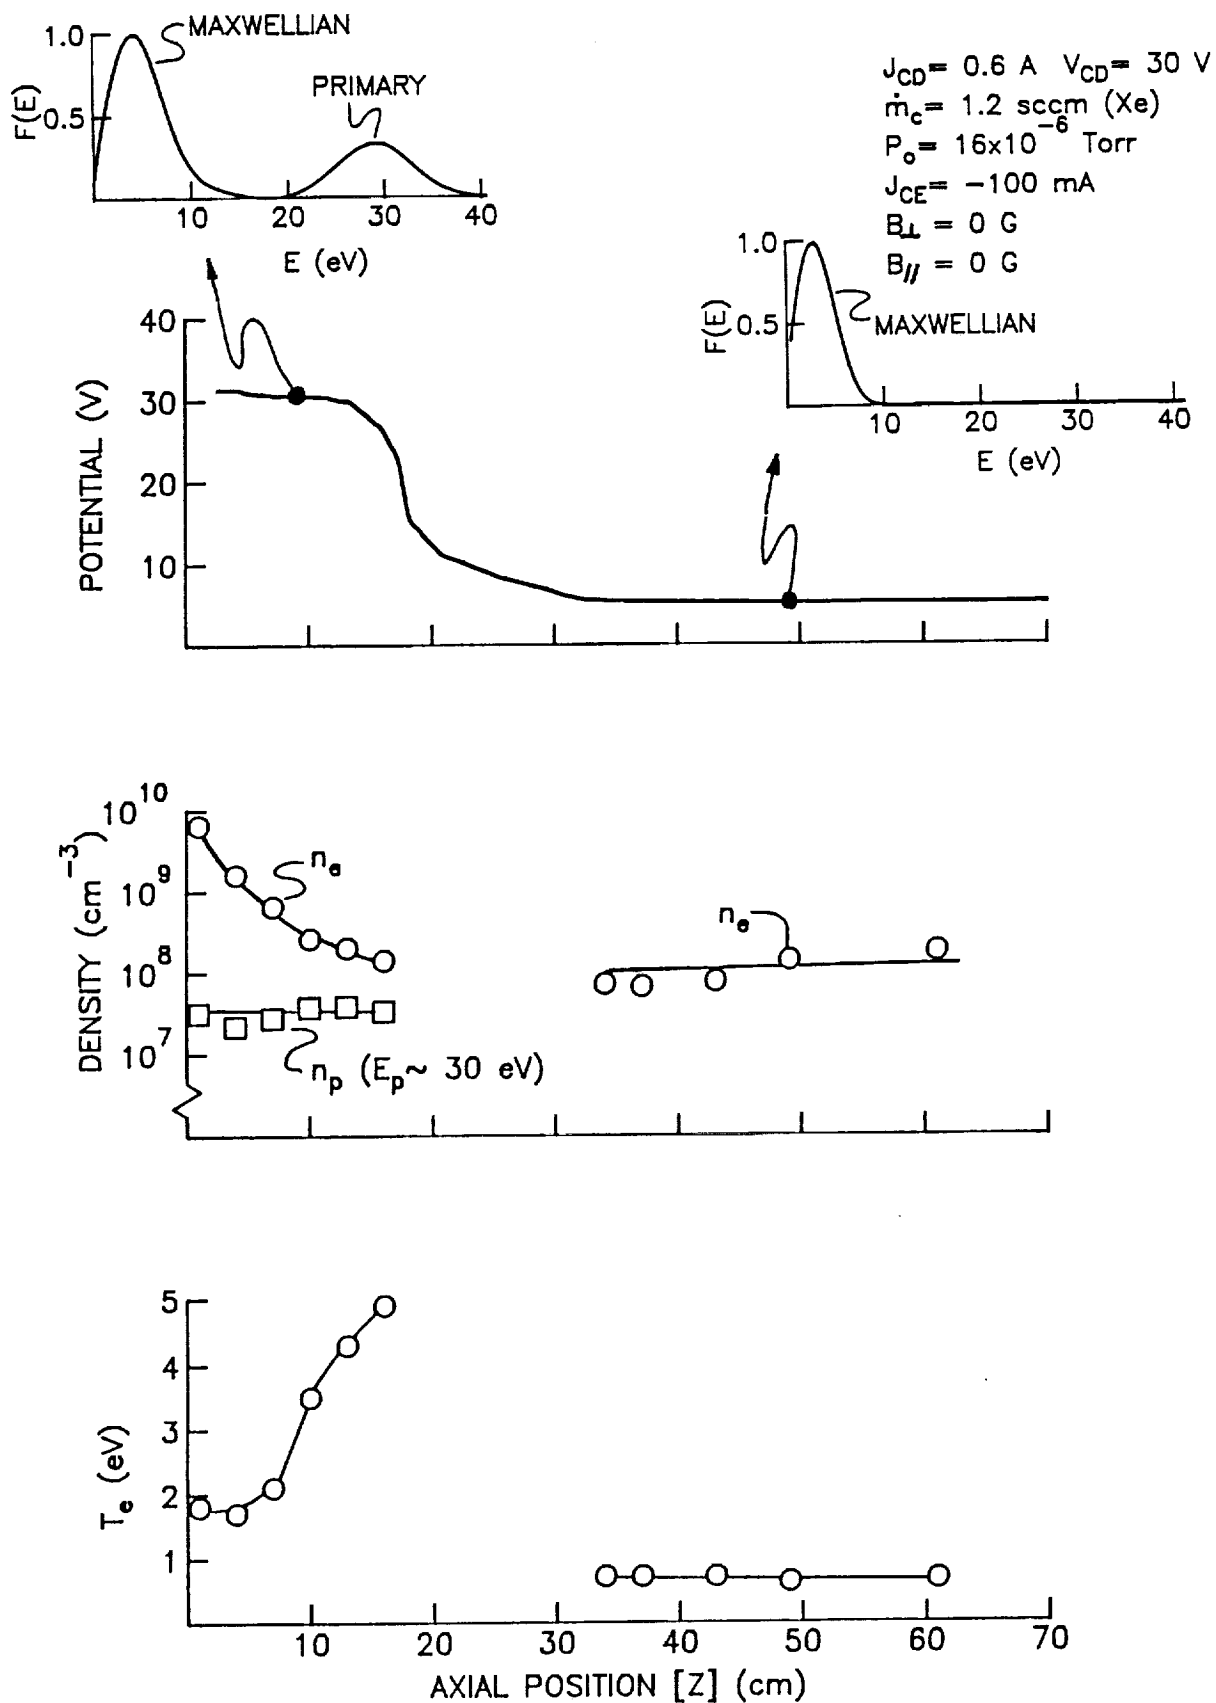 MAXWELLIAN
PRIMARY
F(E)
1.0
0.5
10 20 30 40
E (eV)
J_CD = 0.6 A V_CD = 30 V
ṁ_c = 1.2 sccm (Xe)
P_o = 16x10^-6 Torr
J_CE = -100 mA
B_⊥ = 0 G
B_// = 0 G
F(E)
1.0
0.5
MAXWELLIAN
10 20 30 40
E (eV)
POTENTIAL (V)
40
30
20
10
DENSITY (cm^-3)
10^10
10^9
10^8
10^7
n_e
n_e
n_p (E_p~ 30 eV)
T_e (eV)
5
4
3
2
1
10 20 30 40 50 60 70
AXIAL POSITION [Z] (cm)